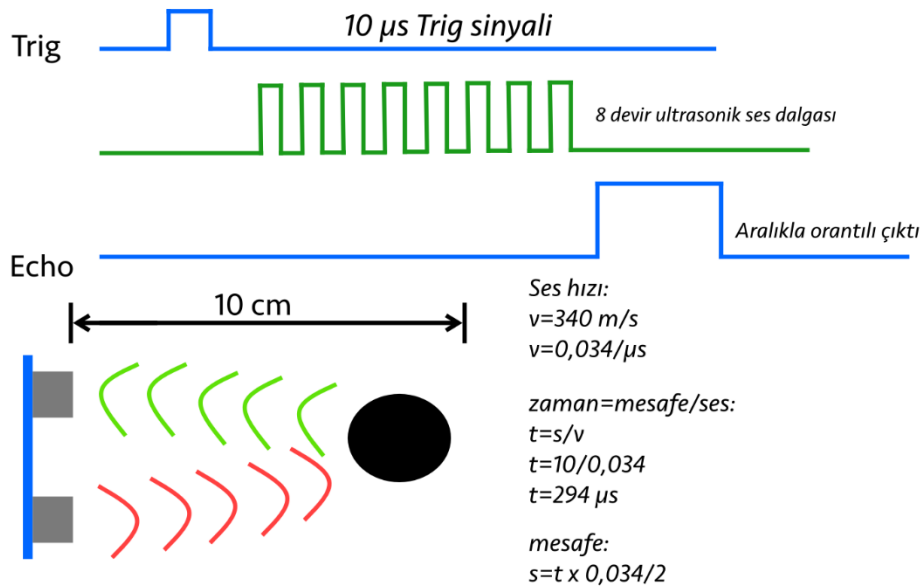 Trig
10 µs Trig sinyali
8 devir ultrasonik ses dalgası
Aralıkla orantılı çıktı
Echo
10 cm
Ses hızı:
v=340 m/s
v=0,034/µs
zaman=mesafe/ses:
t=s/v
t=10/0,034
t=294 µs
mesafe:
s=t x 0,034/2